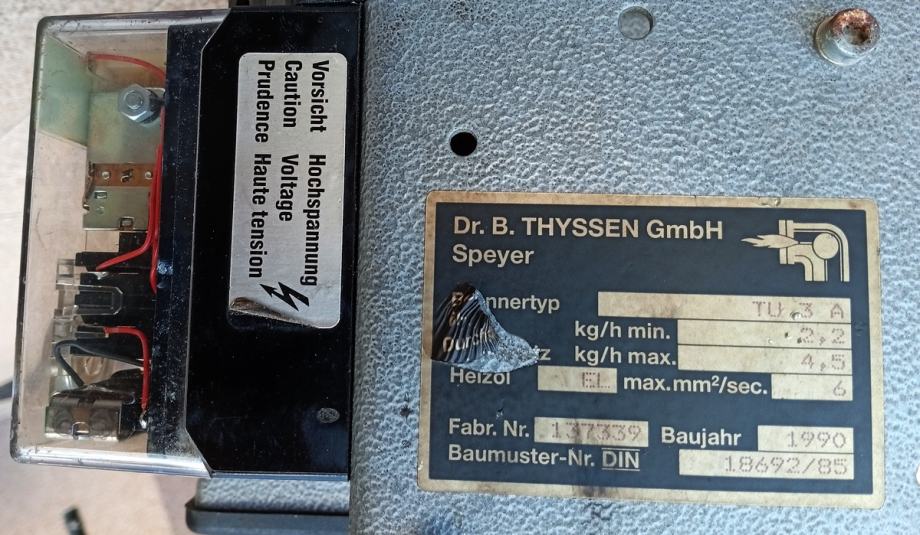 Vorsicht Hochspannung
Caution Voltage
Prudence Haute tension
Dr. B. THYSSEN GmbH
Speyer
TU 3 A
kg/h min. 2,2
kg/h max. 4,5
Heizöl EL max.mm²/sec. 6
Fabr. Nr. 137339 Baujahr 1990
Baumuster-Nr. DIN 18692/85